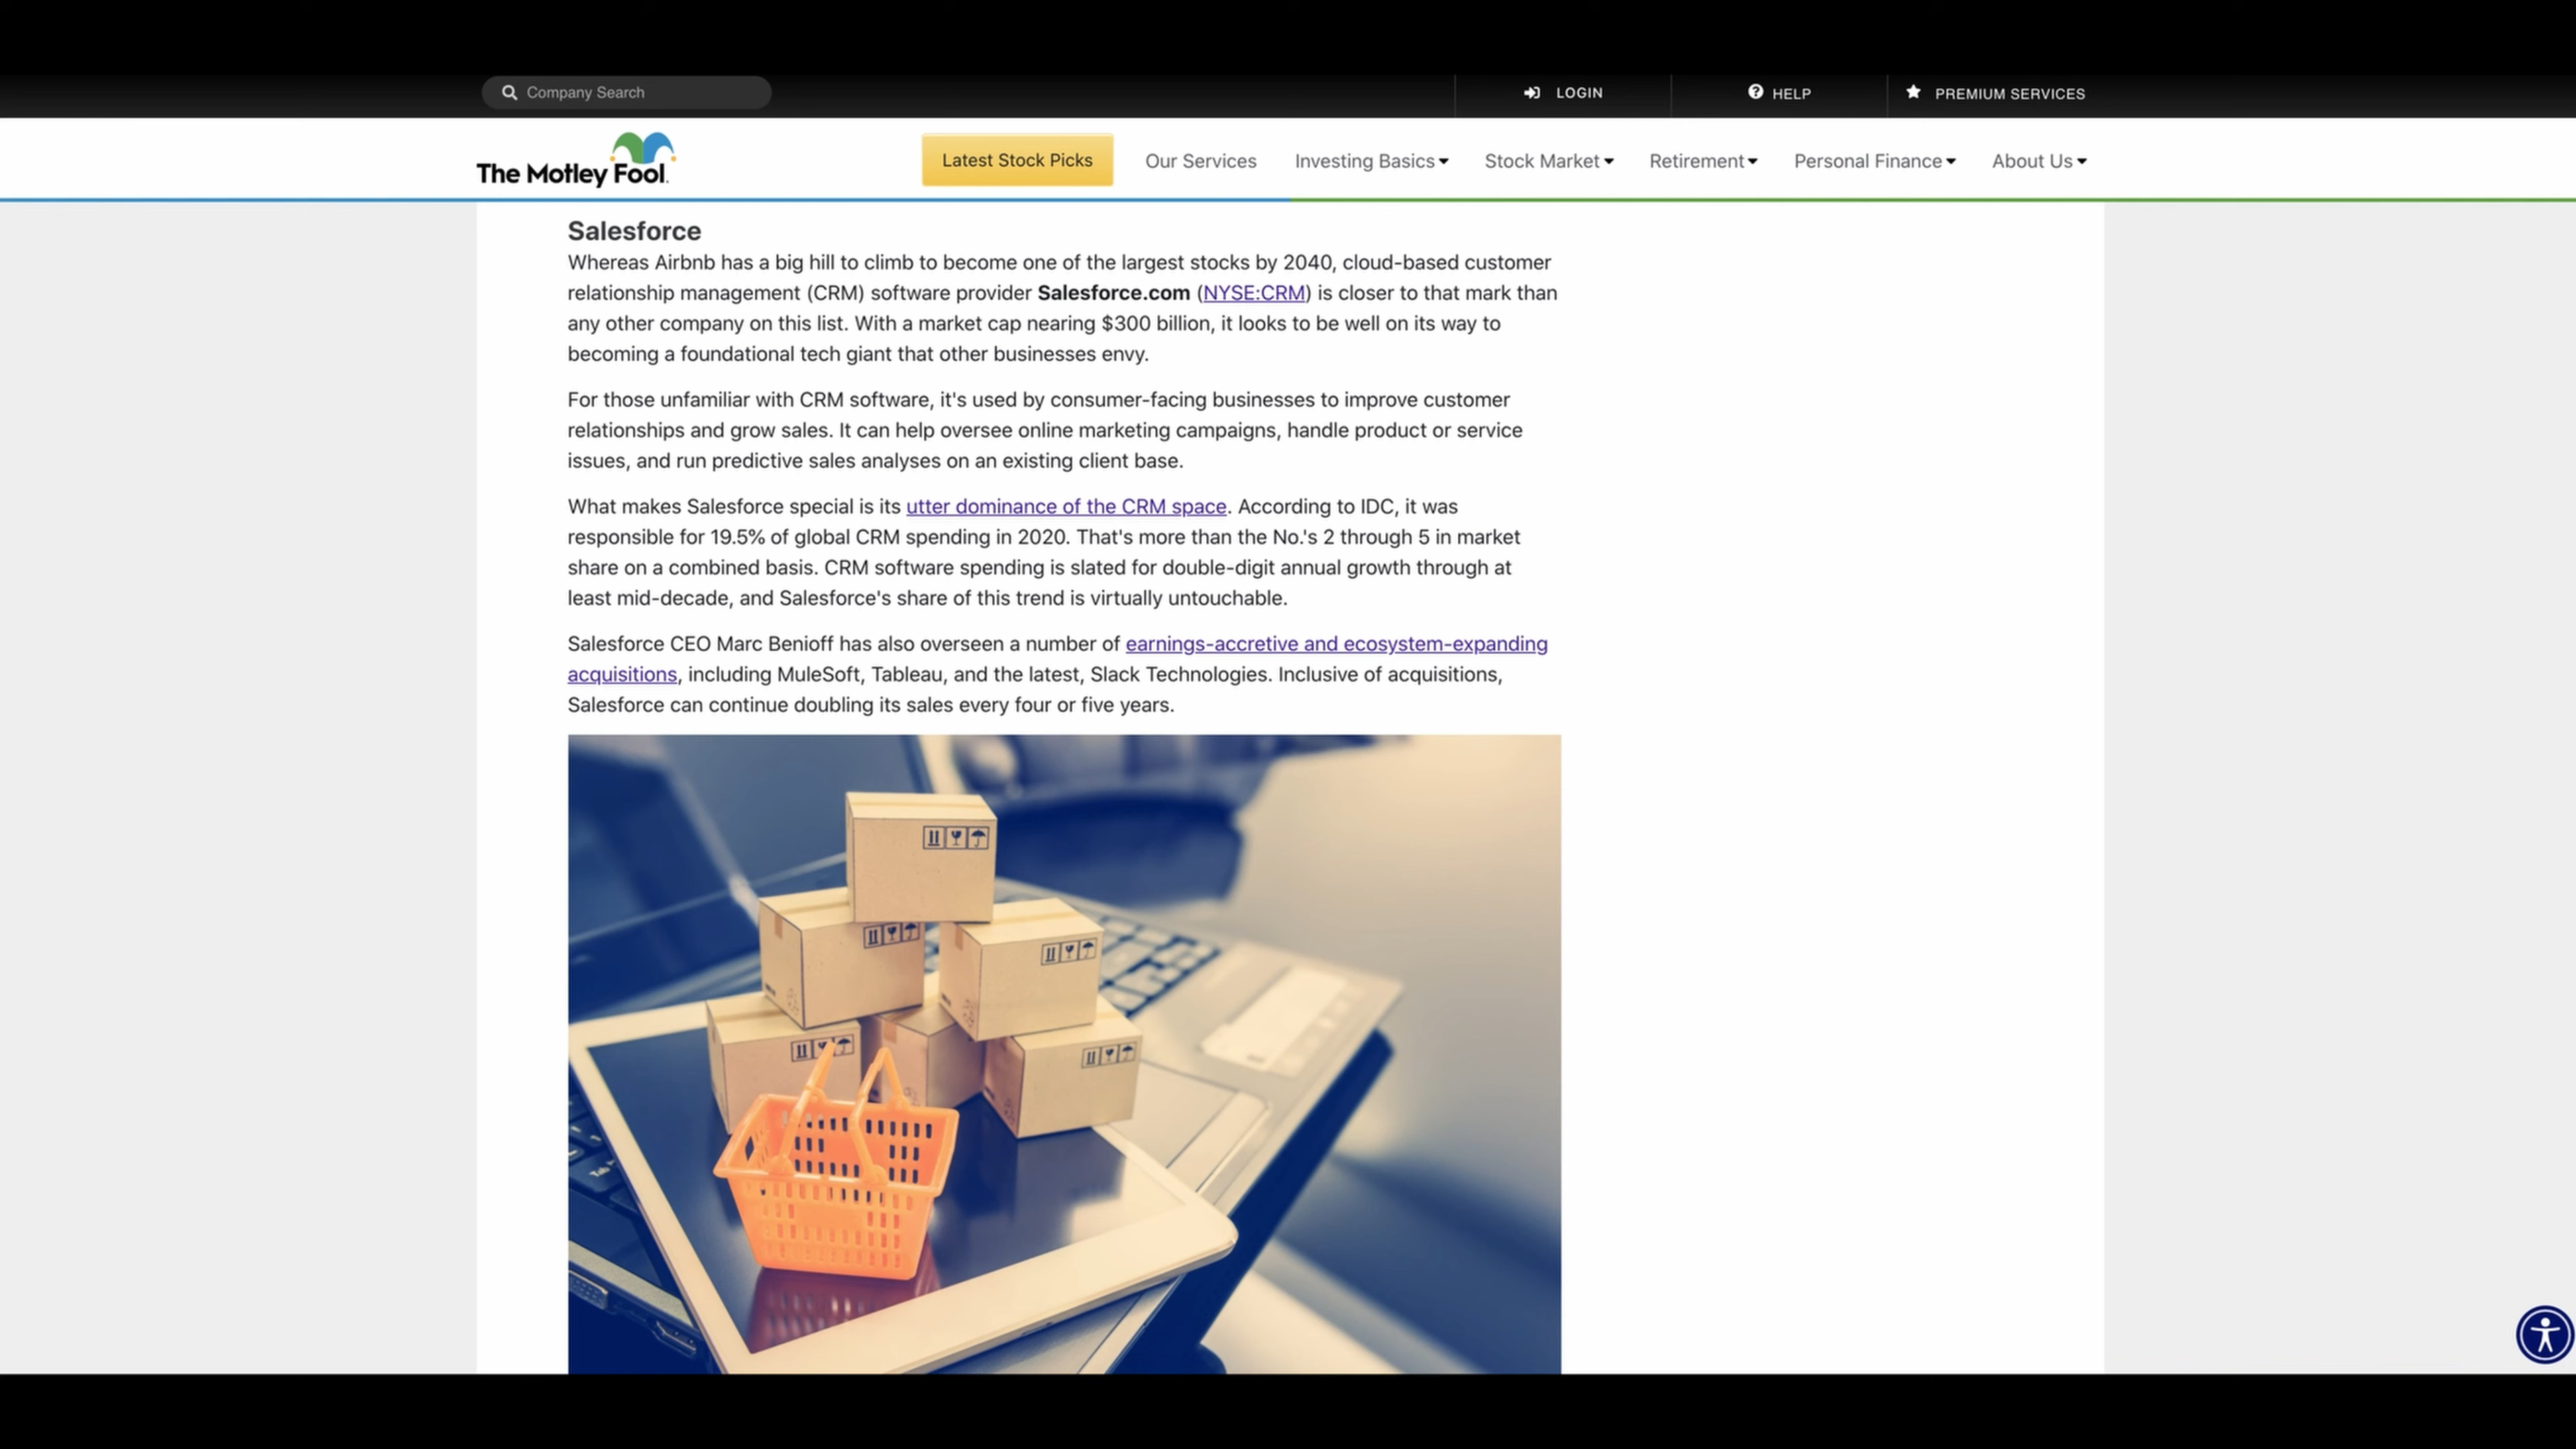 Company Search
LOGIN
HELP
PREMIUM SERVICES
The Motley Fool.
Latest Stock Picks
Our Services
Investing Basics
Stock Market
Retirement
Personal Finance
About Us
Salesforce
Whereas Airbnb has a big hill to climb to become one of the largest stocks by 2040, cloud-based customer
relationship management (CRM) software provider Salesforce.com (NYSE:CRM) is closer to that mark than
any other company on this list. With a market cap nearing $300 billion, it looks to be well on its way to
becoming a foundational tech giant that other businesses envy.
For those unfamiliar with CRM software, it's used by consumer-facing businesses to improve customer
relationships and grow sales. It can help oversee online marketing campaigns, handle product or service
issues, and run predictive sales analyses on an existing client base.
What makes Salesforce special is its utter dominance of the CRM space. According to IDC, it was
responsible for 19.5% of global CRM spending in 2020. That's more than the No.'s 2 through 5 in market
share on a combined basis. CRM software spending is slated for double-digit annual growth through at
least mid-decade, and Salesforce's share of this trend is virtually untouchable.
Salesforce CEO Marc Benioff has also overseen a number of earnings-accretive and ecosystem-expanding
acquisitions, including MuleSoft, Tableau, and the latest, Slack Technologies. Inclusive of acquisitions,
Salesforce can continue doubling its sales every four or five years.
Tab